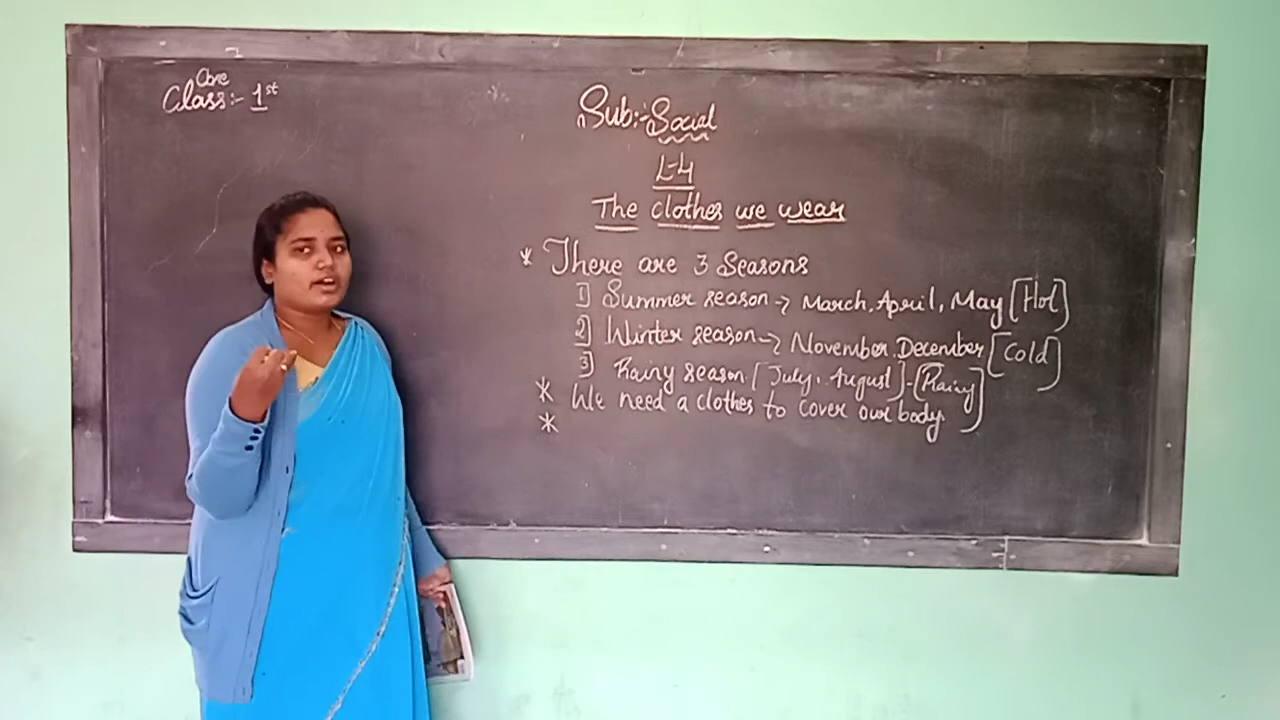 Core
Class:- 1st
Sub:- Social
L-4
The clothes we wear
* There are 3 Seasons
1] Summer season → March, April, May [Hot]
2] Winter season → November, December [Cold]
3] Rainy season [July, August] - [Rainy]
* We need a clothes to cover our body.
*